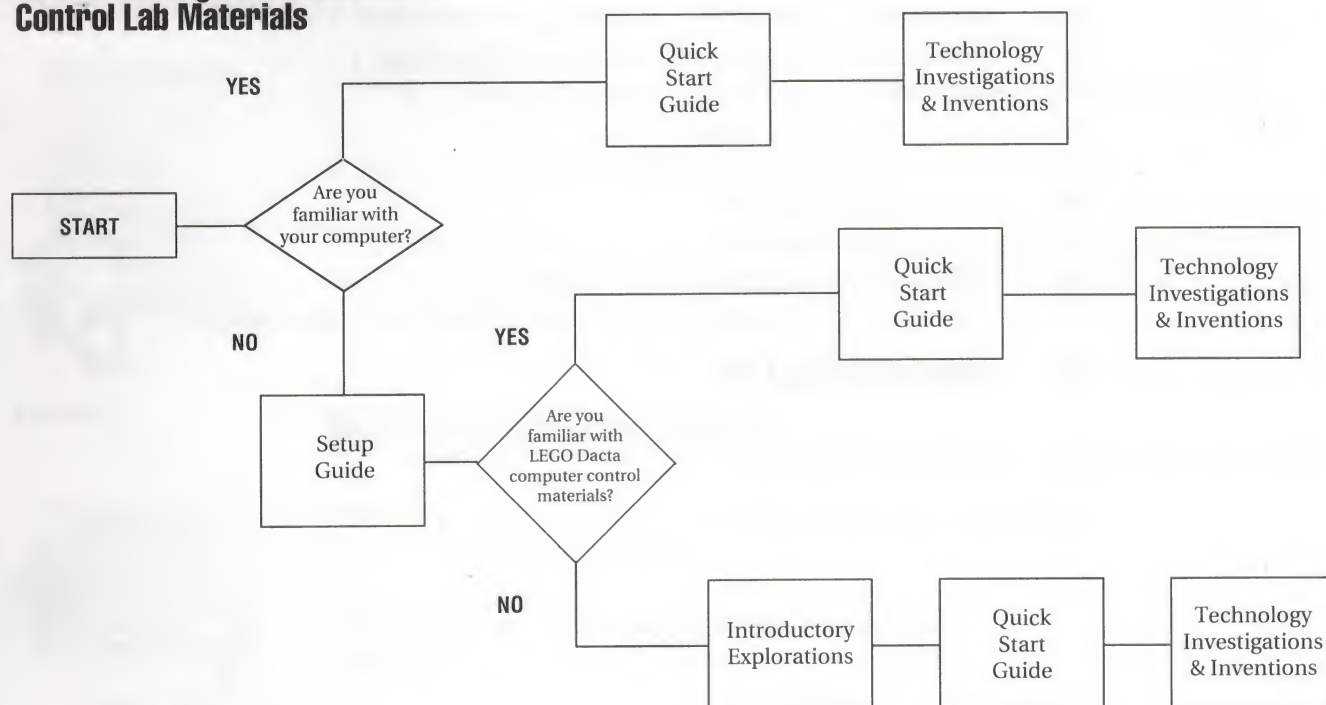 Control Lab Materials
YES
Quick
Start
Guide
Technology
Investigations
& Inventions
START
Are you
familiar with
your computer?
NO
Setup
Guide
YES
Are you
familiar with
LEGO Dacta
computer control
materials?
Quick
Start
Guide
Technology
Investigations
& Inventions
NO
Introductory
Explorations
Quick
Start
Guide
Technology
Investigations
& Inventions